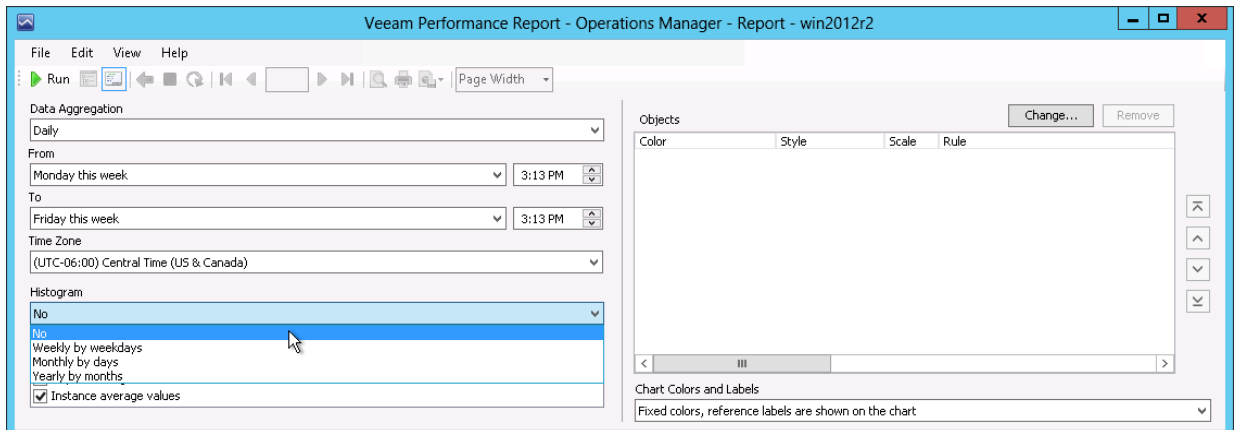 Veeam Performance Report - Operations Manager - Report - win2012r2
File Edit View Help
Run Page Width
Data Aggregation
Daily
From
Monday this week 3:13 PM
To
Friday this week 3:13 PM
Time Zone
(UTC-06:00) Central Time (US & Canada)
Histogram
No
No
Weekly by weekdays
Monthly by days
Yearly by months
Instance average values
Objects Change... Remove
Color Style Scale Rule
Chart Colors and Labels
Fixed colors, reference labels are shown on the chart